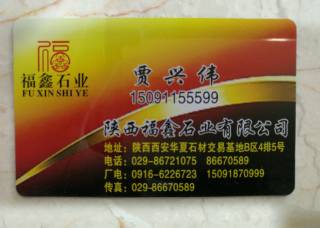 福
福鑫石业
FU XIN SHI YE
贾兴伟
15091155599
陕西福鑫石业有限公司
地址：陕西西安华夏石材交易基地B区4排5号
电话：029-86721075 86670589
厂电：0916-6226723 15091870999
传真：029-86670589